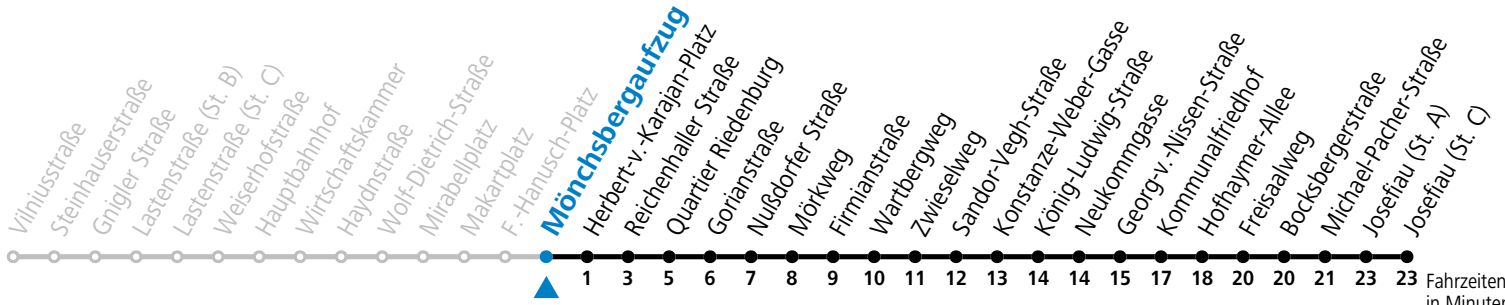 Viliniusstraße
Steinhauserstraße
Gnigler Straße
Lastenstraße (St. B)
Lastenstraße (St. C)
Weiserhofstraße
Hauptbahnhof
Wirtschaftskammer
Haydnstraße
Wolf-Dietrich-Straße
Mirabellplatz
Makartplatz
F.-Hanusch-Platz
Mönchsbergaufzug
Herbert-v.-Karajan-Platz
Reichenhaller Straße
Quartier Riedenburg
Gorianstraße
Nußdorfer Straße
Mörkweg
Firmianstraße
Wartbergweg
Zwieselweg
Sandor-Vegh-Straße
Konstanze-Weber-Gasse
König-Ludwig-Straße
Neukommgasse
Georg-v.-Nissen-Straße
Kommunalfriedhof
Hofhaymer-Allee
Freisaalweg
Bocksbergerstraße
Michael-Pacher-Straße
Josefiau (St. A)
Josefiau (St. C)
1 3 5 6 7 8 9 10 11 12 13 14 14 15 17 18 20 20 21 23 23 Fahrzeiten
in Minuten